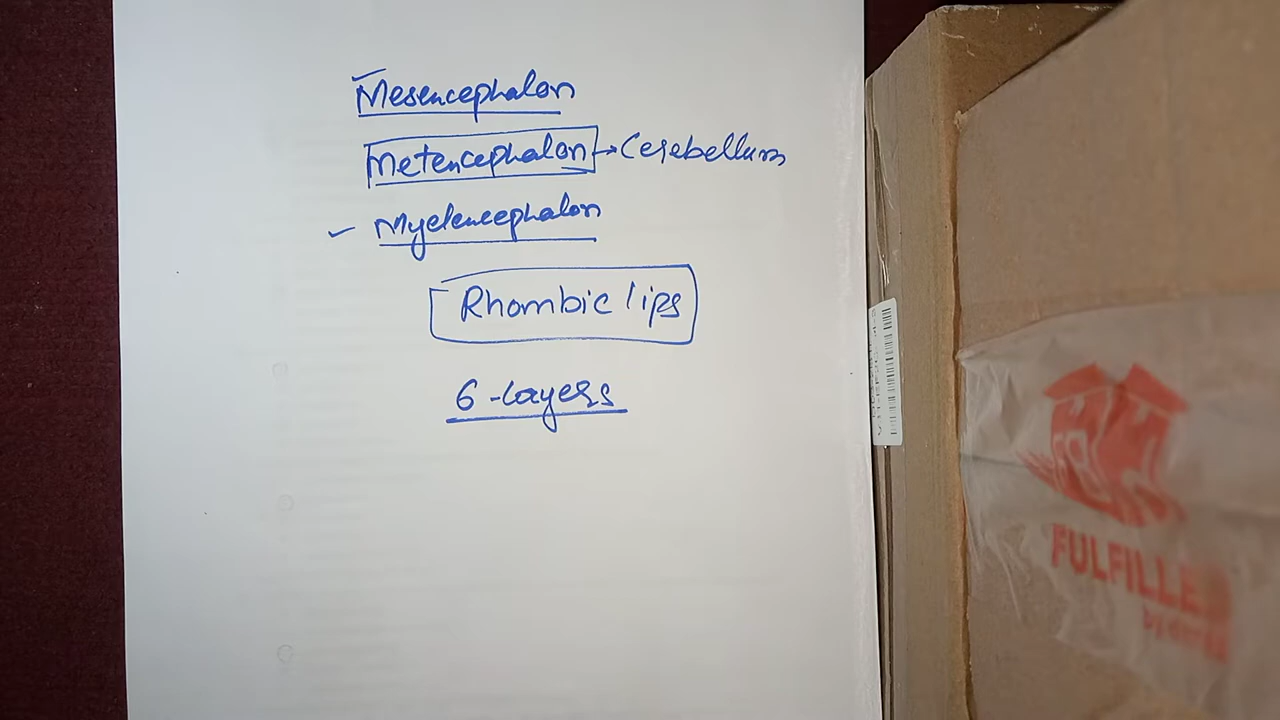 Mesencephalon
Metencephalon → Cerebellum
Myelencephalon
Rhombic lips
6-layers
FULFILLE